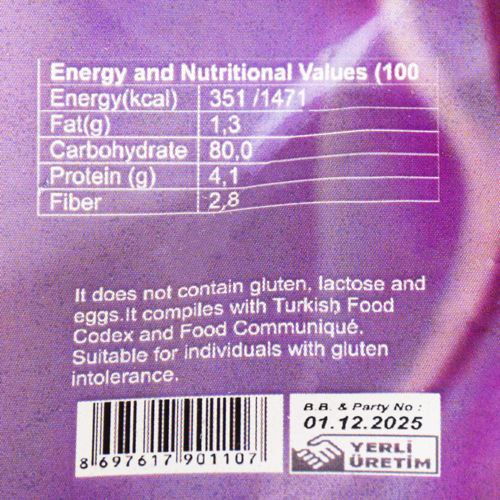 Energy and Nutritional Values (100
Energy(kcal) 351 /1471
Fat(g) 1,3
Carbohydrate 80,0
Protein (g) 4,1
Fiber 2,8
It does not contain gluten, lactose and
eggs.It compiles with Turkish Food
Codex and Food Communiqué.
Suitable for individuals with gluten
intolerance.
8 697617 901107
B.B. & Party No :
01.12.2025
YERLİ
ÜRETİM